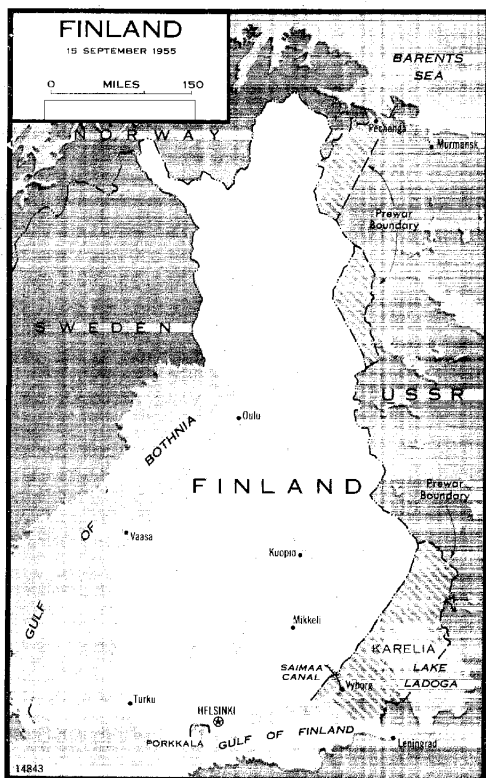 FINLAND
15 SEPTEMBER 1955
0 MILES 150
BARENTS
SEA
NORWAY
Pechenga
Murmansk
Prewar
Boundary
SWEDEN
USSR
Oulu
GULF OF BOTHNIA
FINLAND
Prewar
Boundary
Vaasa
Kuopio
Mikkeli
KARELIA
SAIMAA
CANAL
LAKE
LADOGA
Vyborg
Turku
HELSINKI
PORKKALA
GULF OF FINLAND
Leningrad
14843